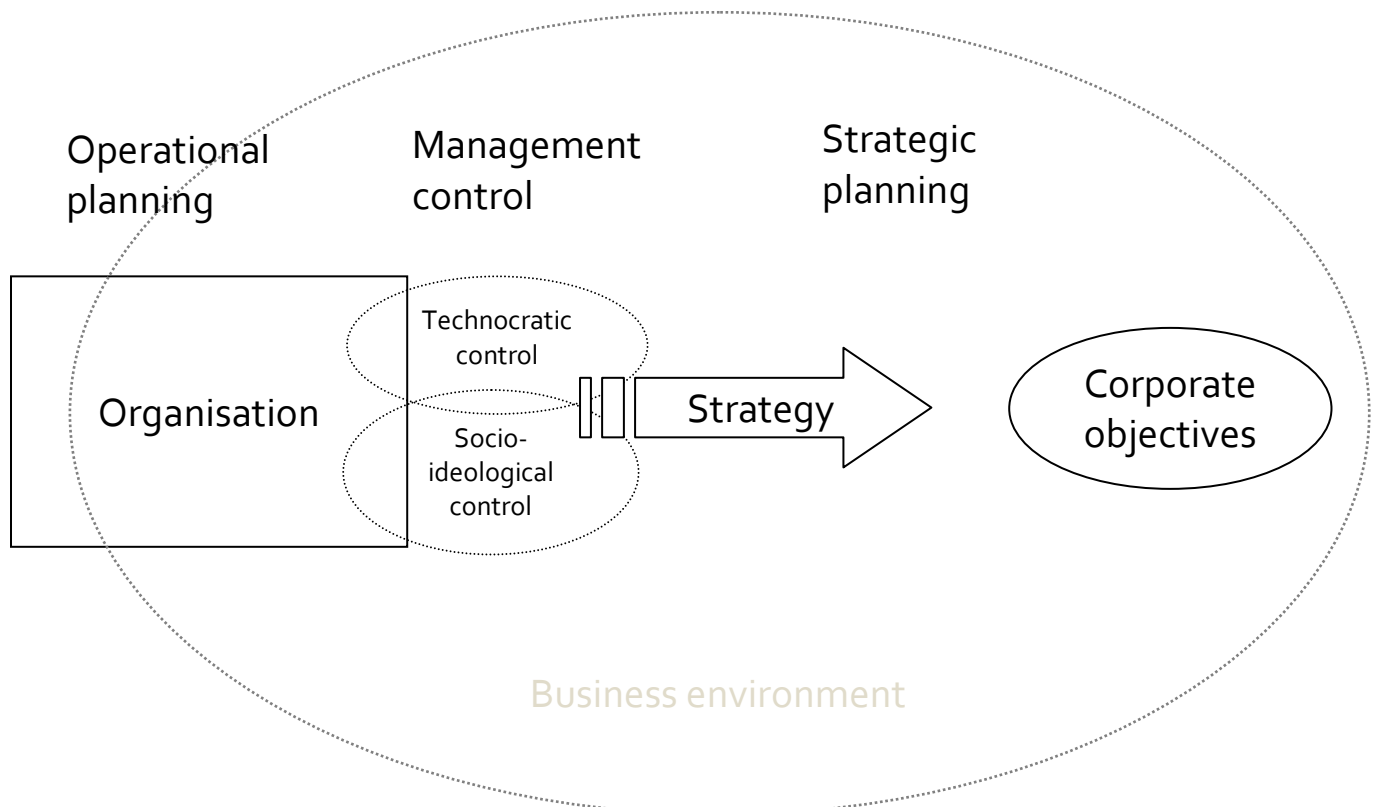 Operational
planning
Management
control
Strategic
planning
Organisation
Technocratic
control
Socio-
ideological
control
Strategy
Corporate
objectives
Business environment